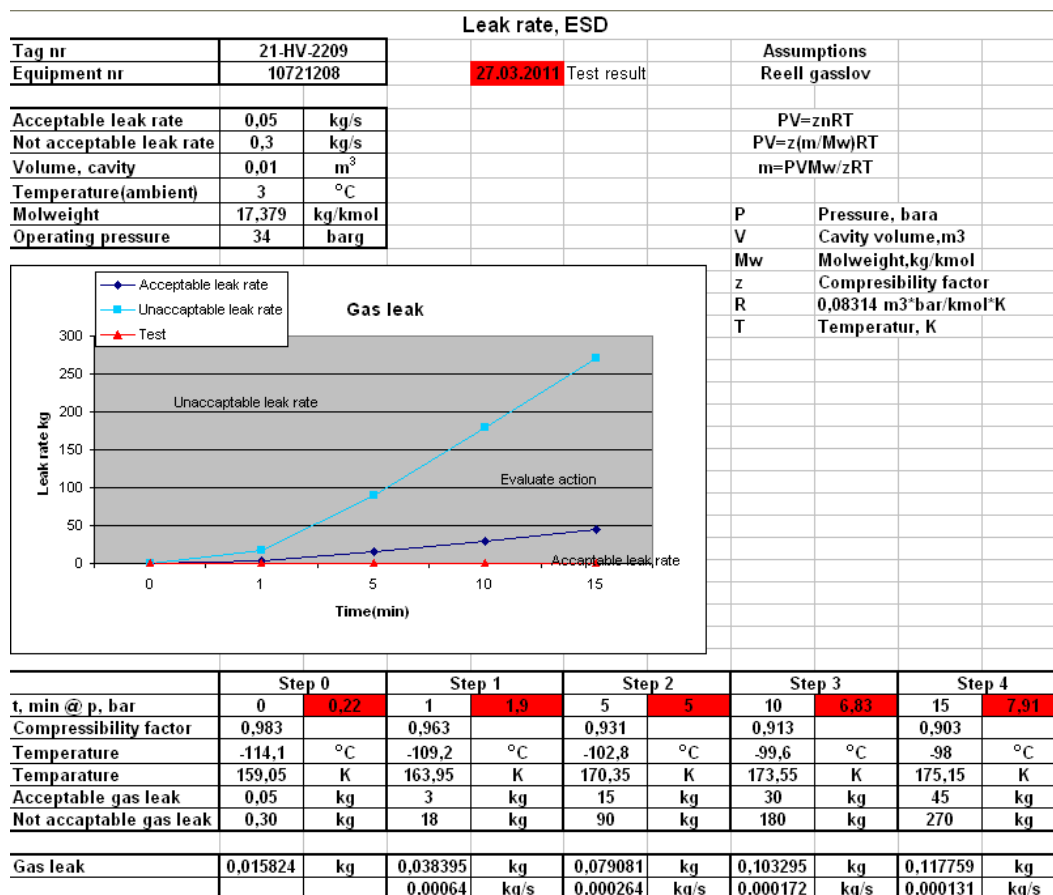 Leak rate, ESD
Tag nr 21-HV-2209 Assumptions
Equipment nr 10721208 27.03.2011 Test result Reell gasslov
Acceptable leak rate 0,05 kg/s PV=znRT
Not acceptable leak rate 0,3 kg/s PV=z(m/Mw)RT
Volume, cavity 0,01 m³ m=PVMw/zRT
Temperature(ambient) 3 °C
Molweight 17,379 kg/kmol P Pressure, bara
Operating pressure 34 barg V Cavity volume,m3
Mw Molweight,kg/kmol
z Compresibility factor
R 0,08314 m3*bar/kmol*K
T Temperatur, K
Acceptable leak rate
Unaccaptable leak rate
Test
Gas leak
300
250
200
150
100
50
0
Leak rate kg
Unaccaptable leak rate
Evaluate action
Accaptable leak rate
0 1 5 10 15
Time(min)
Step 0 Step 1 Step 2 Step 3 Step 4
t, min @ p, bar 0 0,22 1 1,9 5 5 10 6,83 15 7,91
Compressibility factor 0,983 0,963 0,931 0,913 0,903
Temperature -114,1 °C -109,2 °C -102,8 °C -99,6 °C -98 °C
Temparature 159,05 K 163,95 K 170,35 K 173,55 K 175,15 K
Acceptable gas leak 0,05 kg 3 kg 15 kg 30 kg 45 kg
Not accaptable gas leak 0,30 kg 18 kg 90 kg 180 kg 270 kg
Gas leak 0,015824 kg 0,038395 kg 0,079081 kg 0,103295 kg 0,117759 kg
0,00064 kg/s 0,000264 kg/s 0,000172 kg/s 0,000131 kg/s